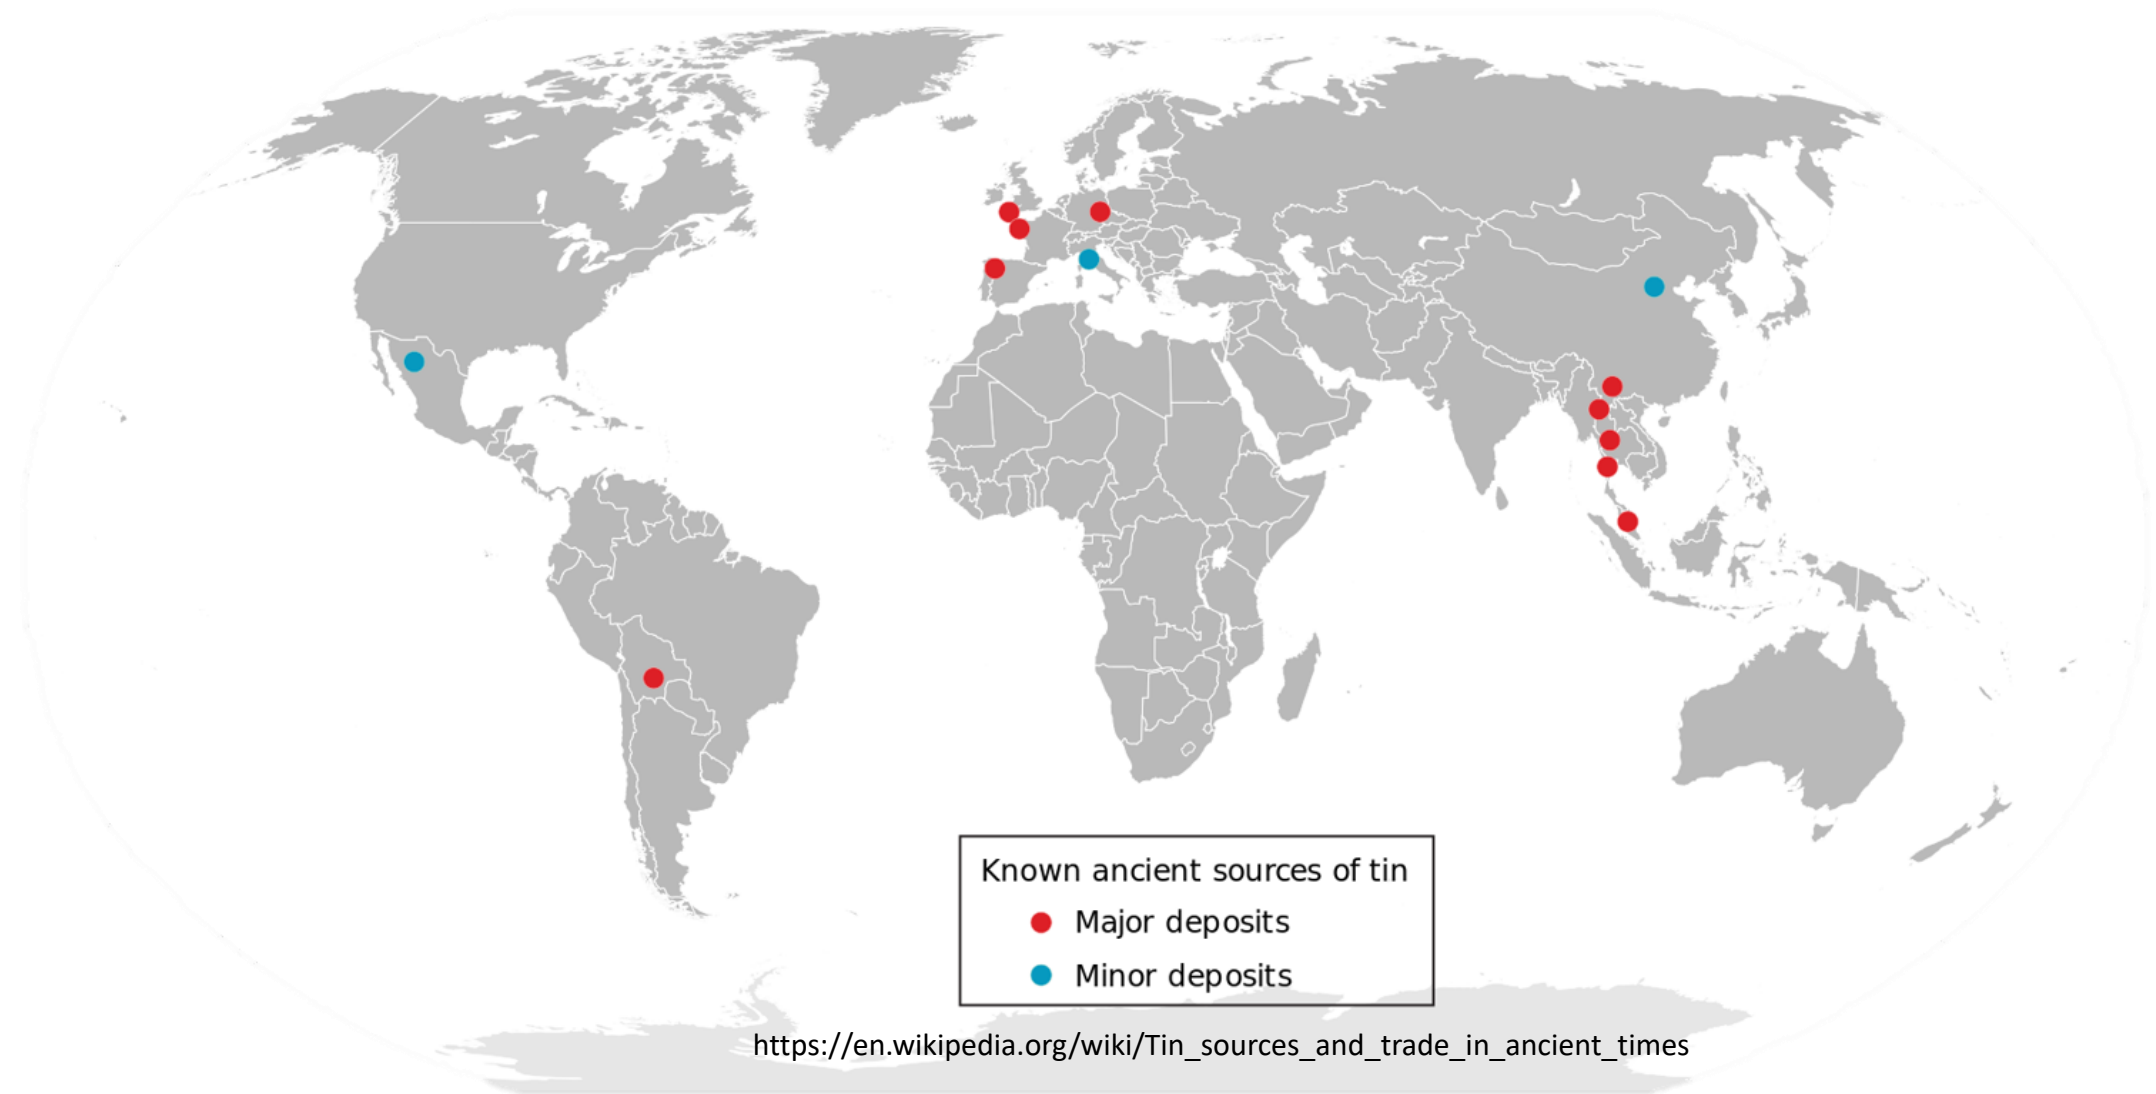 Known ancient sources of tin
Major deposits
Minor deposits
https://en.wikipedia.org/wiki/Tin_sources_and_trade_in_ancient_times